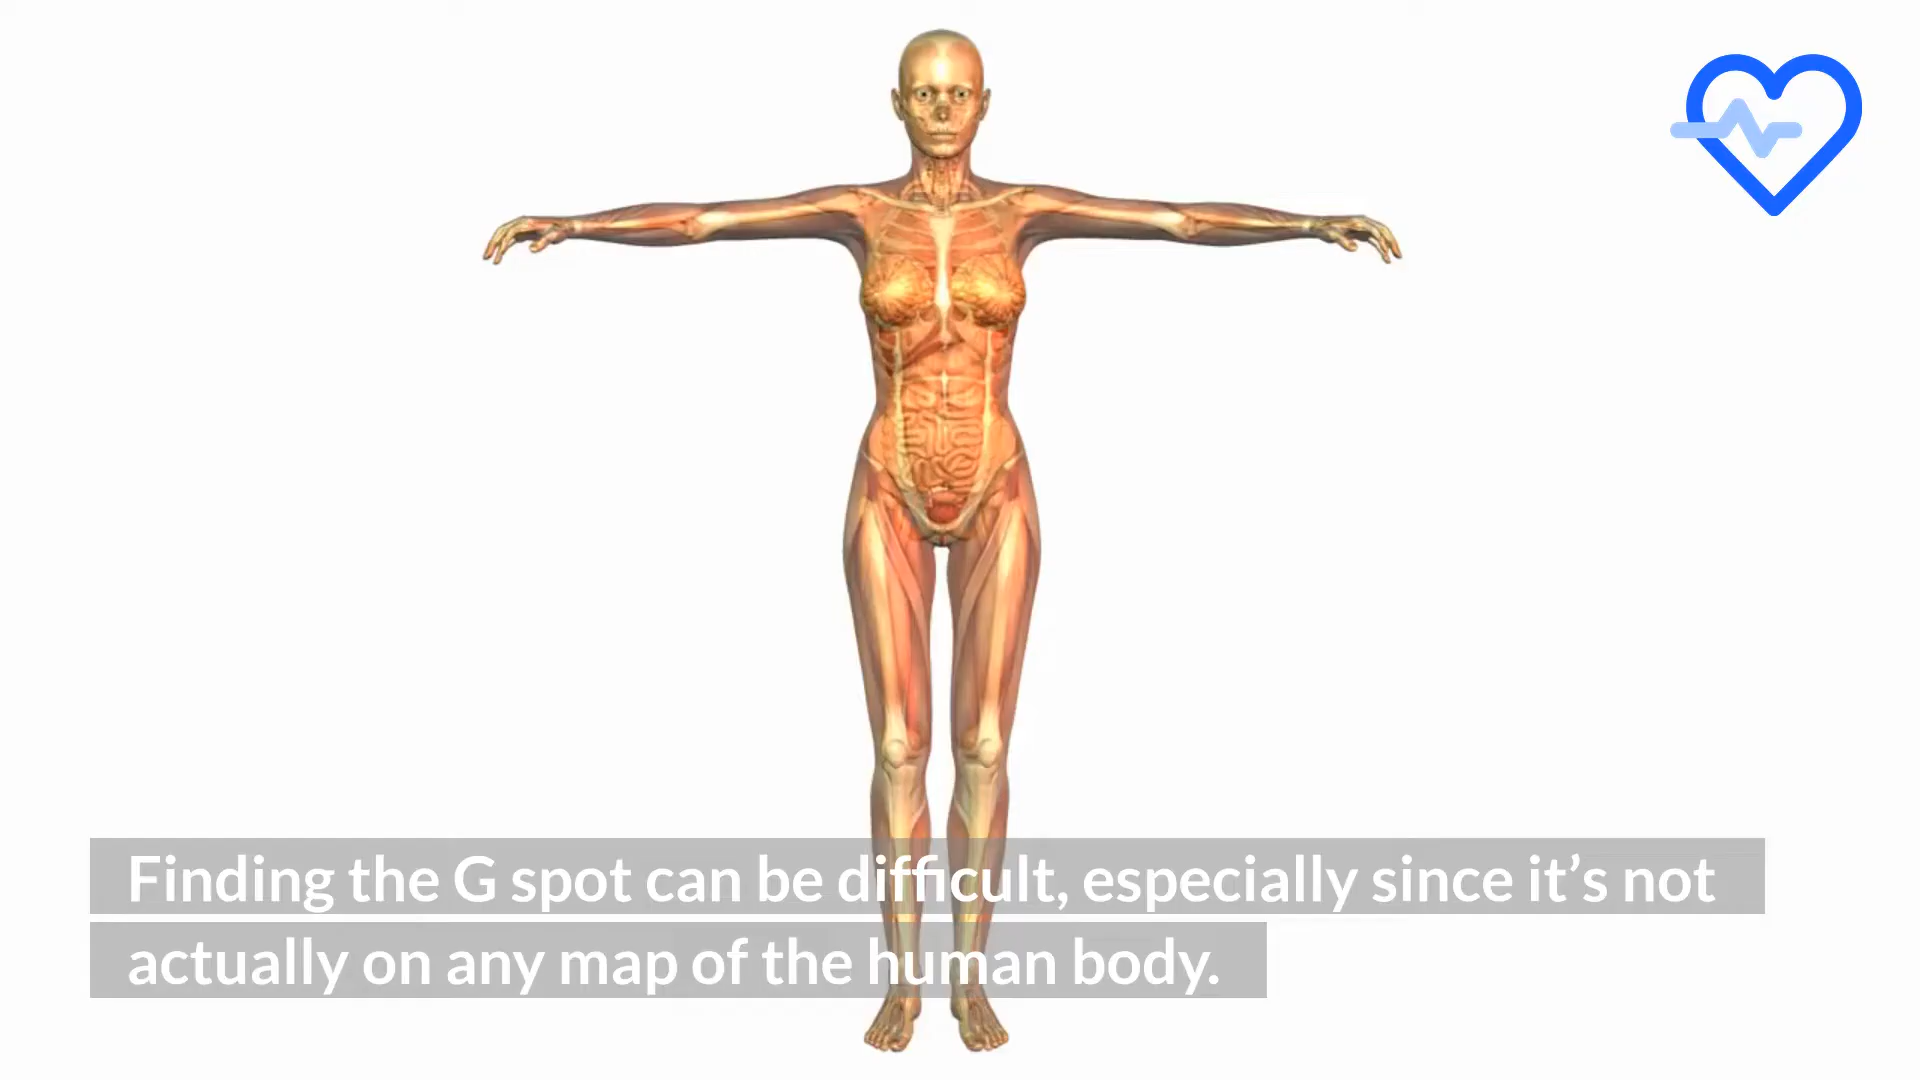 Finding the G spot can be difficult, especially since it’s not
actually on any map of the human body.